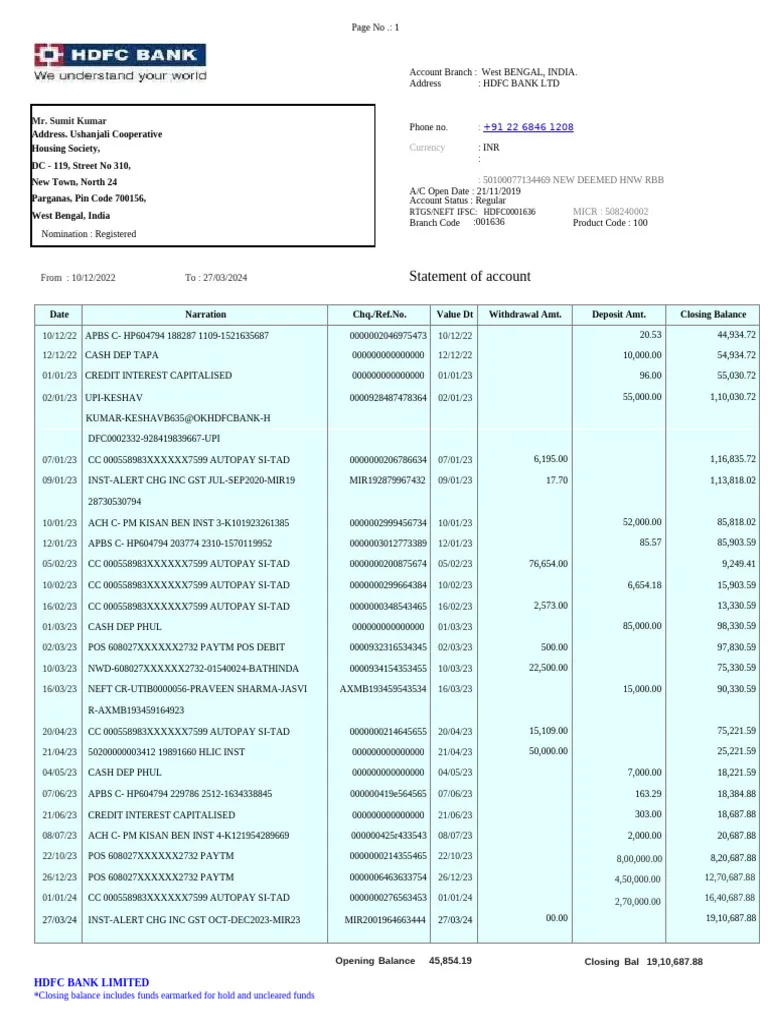 Page No .: 1
HDFC BANK
We understand your world
Account Branch : West BENGAL, INDIA.
Address : HDFC BANK LTD
Mr. Sumit Kumar
Address. Ushanjali Cooperative
Housing Society,
DC - 119, Street No 310,
New Town, North 24
Parganas, Pin Code 700156,
West Bengal, India
Nomination : Registered
Phone no. : +91 22 6846 1208
Currency : INR
:
: 50100077134469 NEW DEEMED HNW RBB
A/C Open Date : 21/11/2019
Account Status : Regular
RTGS/NEFT IFSC: HDFC0001636 MICR : 508240002
Branch Code :001636 Product Code : 100
From : 10/12/2022 To : 27/03/2024 Statement of account
Date Narration Chq./Ref.No. Value Dt Withdrawal Amt. Deposit Amt. Closing Balance
10/12/22 APBS C- HP604794 188287 1109-1521635687 0000002046975473 10/12/22 20.53 44,934.72
12/12/22 CASH DEP TAPA 000000000000000 12/12/22 10,000.00 54,934.72
01/01/23 CREDIT INTEREST CAPITALISED 000000000000000 01/01/23 96.00 55,030.72
02/01/23 UPI-KESHAV 0000928487478364 02/01/23 55,000.00 1,10,030.72
KUMAR-KESHAVB635@OKHDFCBANK-H
DFC0002332-928419839667-UPI
07/01/23 CC 000558983XXXXXX7599 AUTOPAY SI-TAD 0000000206786634 07/01/23 6,195.00 1,16,835.72
09/01/23 INST-ALERT CHG INC GST JUL-SEP2020-MIR19 MIR192879967432 09/01/23 17.70 1,13,818.02
28730530794
10/01/23 ACH C- PM KISAN BEN INST 3-K101923261385 0000002999456734 10/01/23 52,000.00 85,818.02
12/01/23 APBS C- HP604794 203774 2310-1570119952 0000003012773389 12/01/23 85.57 85,903.59
05/02/23 CC 000558983XXXXXX7599 AUTOPAY SI-TAD 0000000200875674 05/02/23 76,654.00 9,249.41
10/02/23 CC 000558983XXXXXX7599 AUTOPAY SI-TAD 0000000299664384 10/02/23 6,654.18 15,903.59
16/02/23 CC 000558983XXXXXX7599 AUTOPAY SI-TAD 0000000348543465 16/02/23 2,573.00 13,330.59
01/03/23 CASH DEP PHUL 000000000000000 01/03/23 85,000.00 98,330.59
02/03/23 POS 608027XXXXXX2732 PAYTM POS DEBIT 0000932316534345 02/03/23 500.00 97,830.59
10/03/23 NWD-608027XXXXXX2732-01540024-BATHINDA 0000934154353455 10/03/23 22,500.00 75,330.59
16/03/23 NEFT CR-UTIB0000056-PRAVEEN SHARMA-JASVI AXMB193459543534 16/03/23 15,000.00 90,330.59
R-AXMB193459164923
20/04/23 CC 000558983XXXXXX7599 AUTOPAY SI-TAD 0000000214645655 20/04/23 15,109.00 75,221.59
21/04/23 50200000003412 19891660 HLIC INST 000000000000000 21/04/23 50,000.00 25,221.59
04/05/23 CASH DEP PHUL 000000000000000 04/05/23 7,000.00 18,221.59
07/06/23 APBS C- HP604794 229786 2512-1634338845 000000419e564565 07/06/23 163.29 18,384.88
21/06/23 CREDIT INTEREST CAPITALISED 000000000000000 21/06/23 303.00 18,687.88
08/07/23 ACH C- PM KISAN BEN INST 4-K121954289669 000000425r433543 08/07/23 2,000.00 20,687.88
22/10/23 POS 608027XXXXXX2732 PAYTM 0000000214355465 22/10/23 8,00,000.00 8,20,687.88
26/12/23 POS 608027XXXXXX2732 PAYTM 0000006463633754 26/12/23 4,50,000.00 12,70,687.88
01/01/24 CC 000558983XXXXXX7599 AUTOPAY SI-TAD 0000000276563453 01/01/24 2,70,000.00 16,40,687.88
27/03/24 INST-ALERT CHG INC GST OCT-DEC2023-MIR23 MIR2001964663444 27/03/24 00.00 19,10,687.88
Opening Balance 45,854.19 Closing Bal 19,10,687.88
HDFC BANK LIMITED
*Closing balance includes funds earmarked for hold and uncleared funds